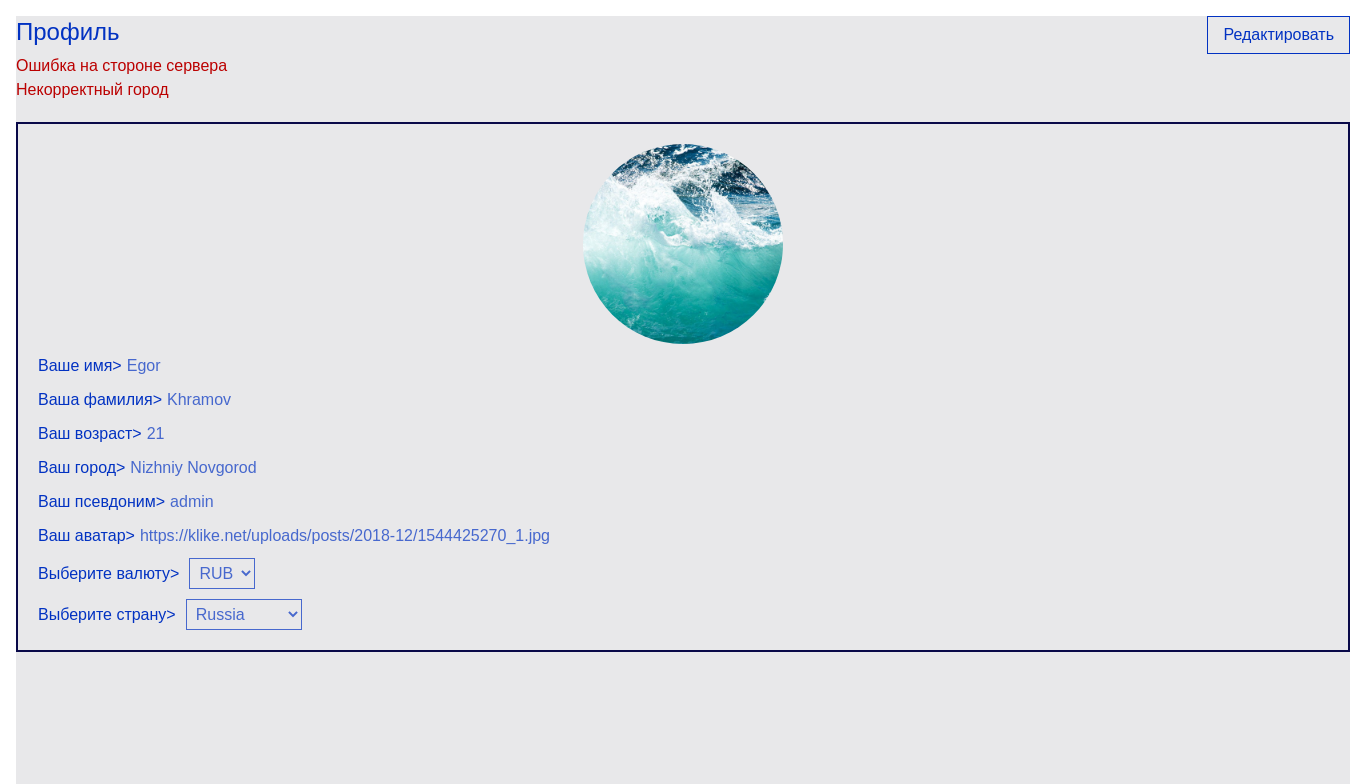 Профиль
Редактировать
Ошибка на стороне сервера
Некорректный город
Ваше имя> Egor
Ваша фамилия> Khramov
Ваш возраст> 21
Ваш город> Nizhniy Novgorod
Ваш псевдоним> admin
Ваш аватар> https://klike.net/uploads/posts/2018-12/1544425270_1.jpg
Выберите валюту> RUB
Выберите страну> Russia